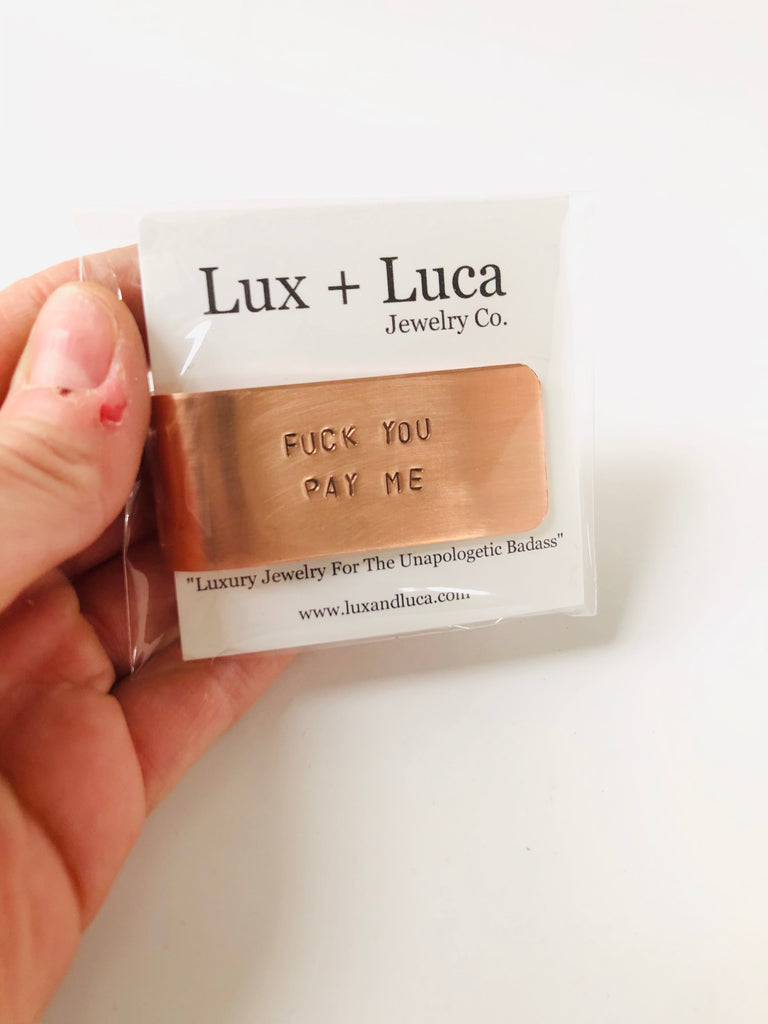 Lux + Luca
Jewelry Co.
FUCK YOU
PAY ME
"Luxury Jewelry For The Unapologetic Badass"
www.luxandluca.com